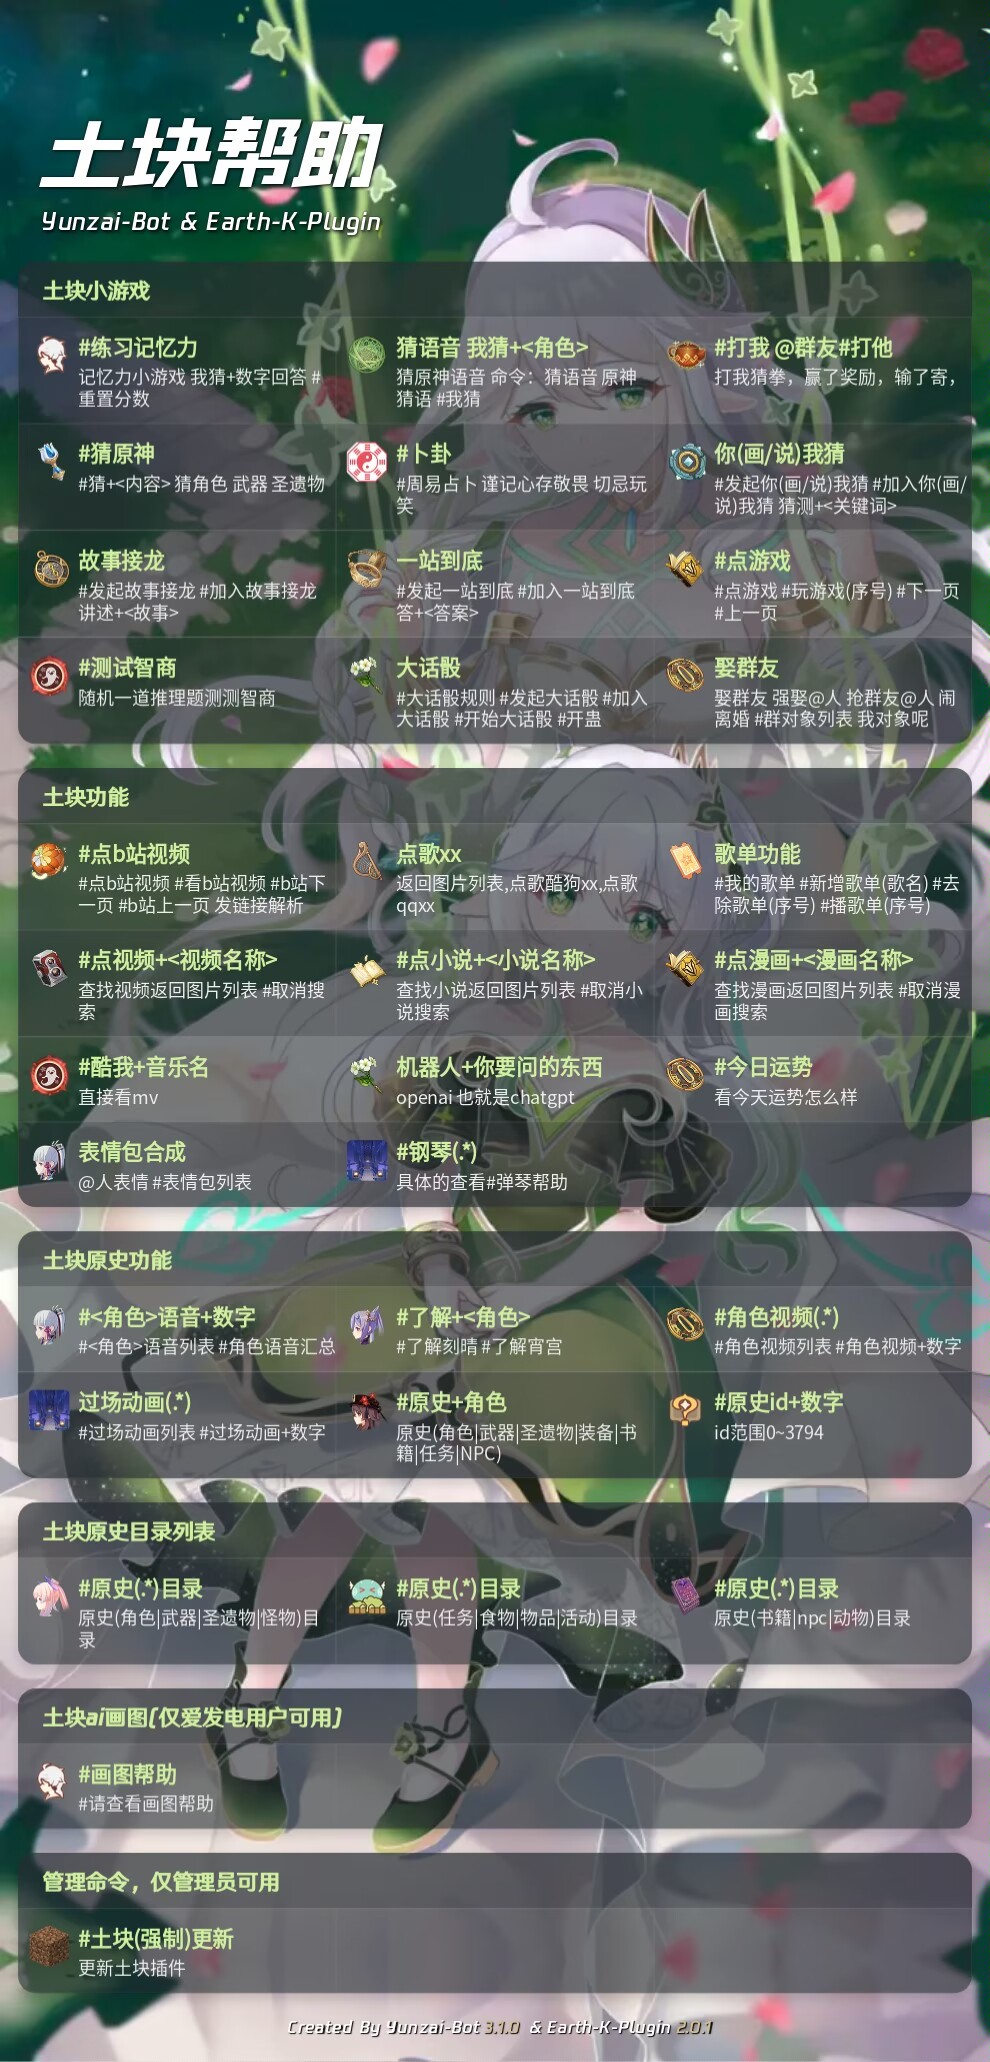 土块帮助
Yunzai-Bot & Earth-K-Plugin
土块小游戏
#练习记忆力
记忆力小游戏 我猜+数字回答 #
重置分数
猜语音 我猜+<角色>
猜原神语音 命令：猜语音 原神
猜语 #我猜
#打我 @群友#打他
打我猜拳，赢了奖励，输了寄，
#猜原神
#猜+<内容> 猜角色 武器 圣遗物
#卜卦
#周易占卜 谨记心存敬畏 切忌玩
笑
你(画/说)我猜
#发起你(画/说)我猜 #加入你(画/
说)我猜 猜测+<关键词>
故事接龙
#发起故事接龙 #加入故事接龙
讲述+<故事>
一站到底
#发起一站到底 #加入一站到底
答+<答案>
#点游戏
#点游戏 #玩游戏(序号) #下一页
#上一页
#测试智商
随机一道推理题测测智商
大话骰
#大话骰规则 #发起大话骰 #加入
大话骰 #开始大话骰 #开蛊
娶群友
娶群友 强娶@人 抢群友@人 闹
离婚 #群对象列表 我对象呢
土块功能
#点b站视频
#点b站视频 #看b站视频 #b站下
一页 #b站上一页 发链接解析
点歌xx
返回图片列表,点歌酷狗xx,点歌
qqxx
歌单功能
#我的歌单 #新增歌单(歌名) #去
除歌单(序号) #播歌单(序号)
#点视频+<视频名称>
查找视频返回图片列表 #取消搜
索
#点小说+<小说名称>
查找小说返回图片列表 #取消小
说搜索
#点漫画+<漫画名称>
查找漫画返回图片列表 #取消漫
画搜索
#酷我+音乐名
直接看mv
机器人+你要问的东西
openai 也就是chatgpt
#今日运势
看今天运势怎么样
表情包合成
@人表情 #表情包列表
#钢琴(.*)
具体的查看#弹琴帮助
土块原史功能
#<角色>语音+数字
#<角色>语音列表 #角色语音汇总
#了解+<角色>
#了解刻晴 #了解宵宫
#角色视频(.*)
#角色视频列表 #角色视频+数字
过场动画(.*)
#过场动画列表 #过场动画+数字
#原史+角色
原史(角色|武器|圣遗物|装备|书
籍|任务|NPC)
#原史id+数字
id范围0~3794
土块原史目录列表
#原史(.*)目录
原史(角色|武器|圣遗物|怪物)目
录
#原史(.*)目录
原史(任务|食物|物品|活动)目录
#原史(.*)目录
原史(书籍|npc|动物)目录
土块ai画图(仅爱发电用户可用)
#画图帮助
#请查看画图帮助
管理命令，仅管理员可用
#土块(强制)更新
更新土块插件
Created By Yunzai-Bot 3.1.0 & Earth-K-Plugin 2.0.1